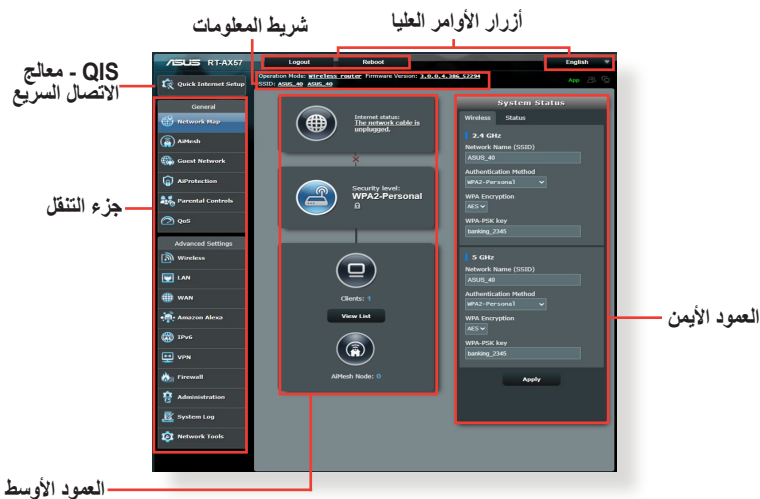 أزرار الأوامر العليا
شريط المعلومات
QIS - معالج
الاتصال السريع
جزء التنقل
العمود الأيمن
العمود الأوسط
ASUS RT-AX57
Logout
Reboot
English
Quick Internet Setup
Operation Mode: Wireless router Firmware Version: 3.0.0.4.386_57294
SSID: ASUS_40 ASUS_40
App
General
Network Map
AiMesh
Guest Network
AiProtection
Parental Controls
QoS
Advanced Settings
Wireless
LAN
WAN
Amazon Alexa
IPv6
VPN
Firewall
Administration
System Log
Network Tools
Internet status:
The network cable is
unplugged.
Security level:
WPA2-Personal
Clients: 4
View List
AiMesh Node: 0
System Status
Wireless Status
2.4 GHz
Network Name (SSID)
ASUS_40
Authentication Method
WPA2-Personal
WPA Encryption
AES
WPA-PSK key
banking_2345
5 GHz
Network Name (SSID)
ASUS_40
Authentication Method
WPA2-Personal
WPA Encryption
AES
WPA-PSK key
banking_2345
Apply